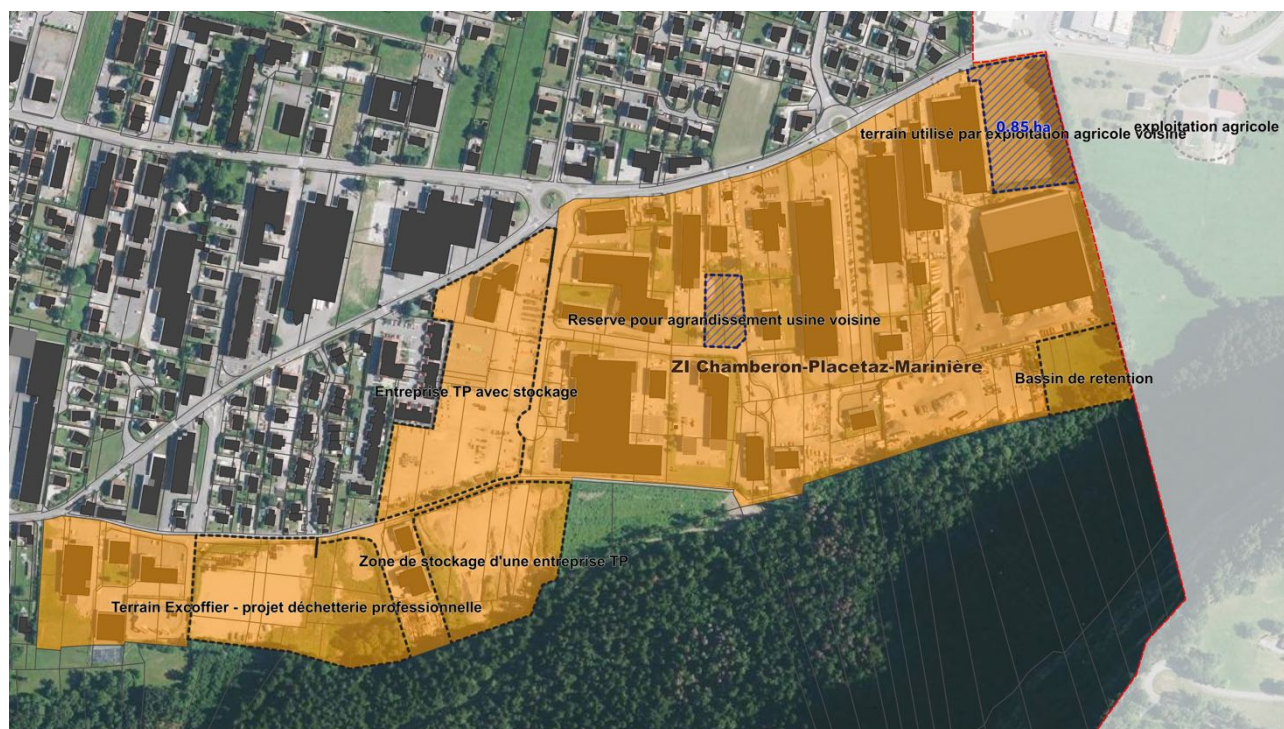 0.85 ha
terrain utilisé par exploitation agricole voisine
exploitation agricole
Reserve pour agrandissement usine voisine
ZI Chamberon-Placetaz-Marinière
Bassin de retention
Entreprise TP avec stockage
Zone de stockage d'une entreprise TP
Terrain Excoffier - projet déchetterie professionnelle